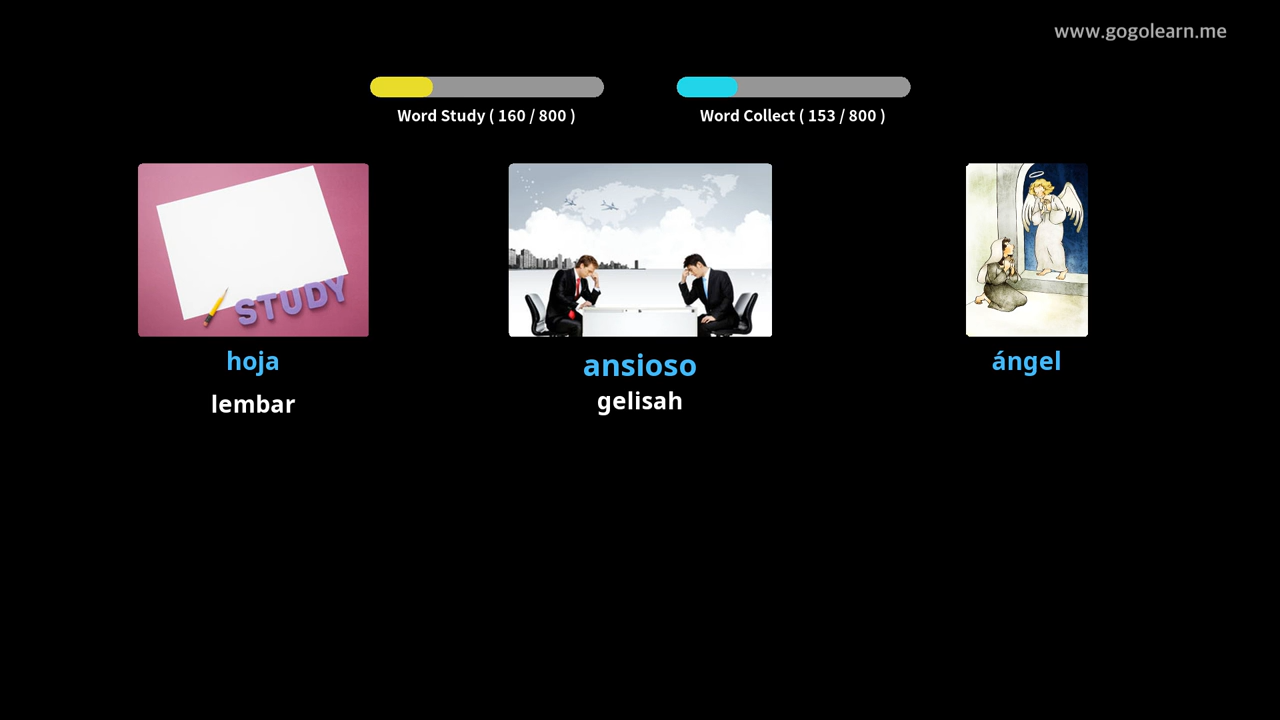 www.gogolearn.me
Word Study ( 160 / 800 )
Word Collect ( 153 / 800 )
STUDY
hoja
lembar
ansioso
gelisah
ángel